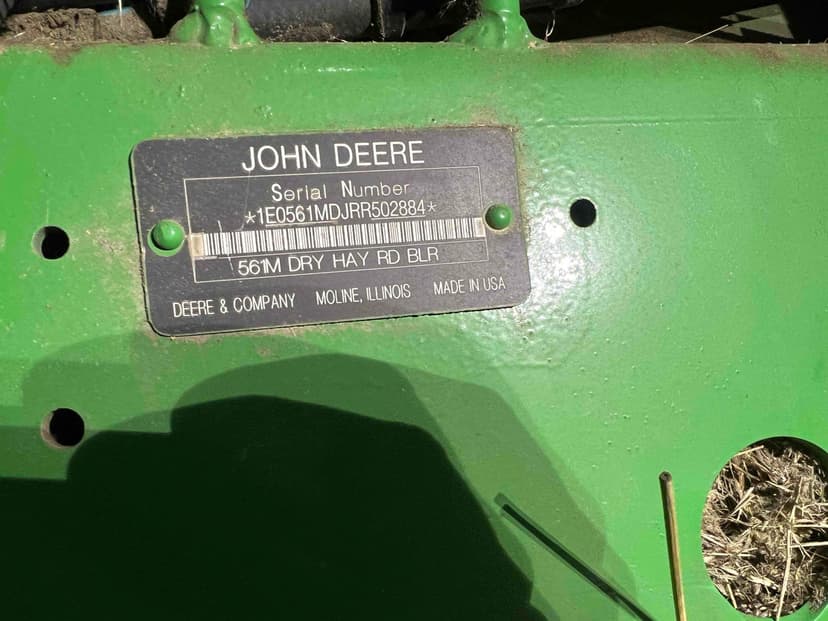 JOHN DEERE
Serial Number
*1E0561MDJRR502884*
561M DRY HAY RD BLR
DEERE & COMPANY MOLINE, ILLINOIS MADE IN USA